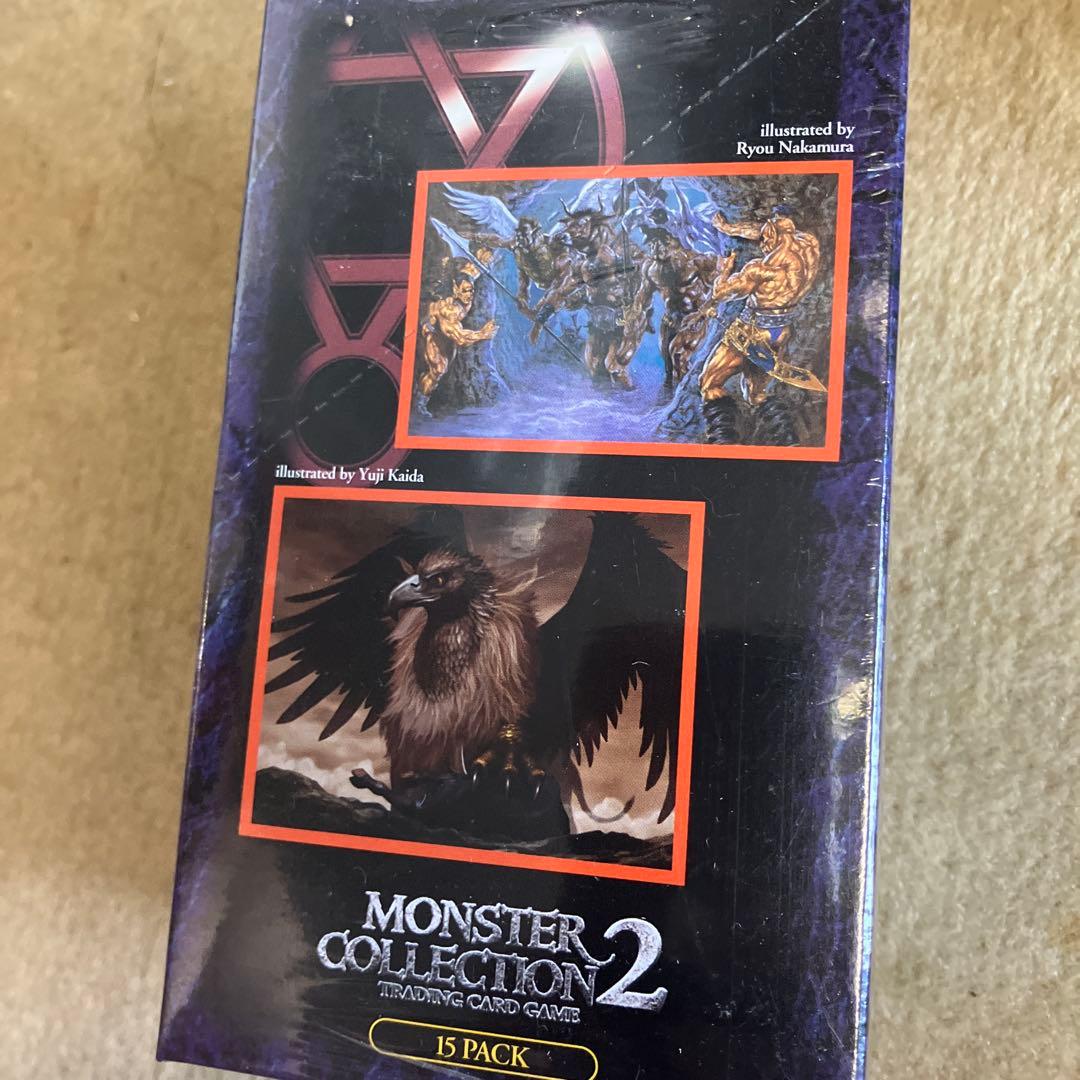 illustrated by
Ryou Nakamura
illustrated by Yuji Kaida
MONSTER
COLLECTION 2
TRADING CARD GAME
15 PACK